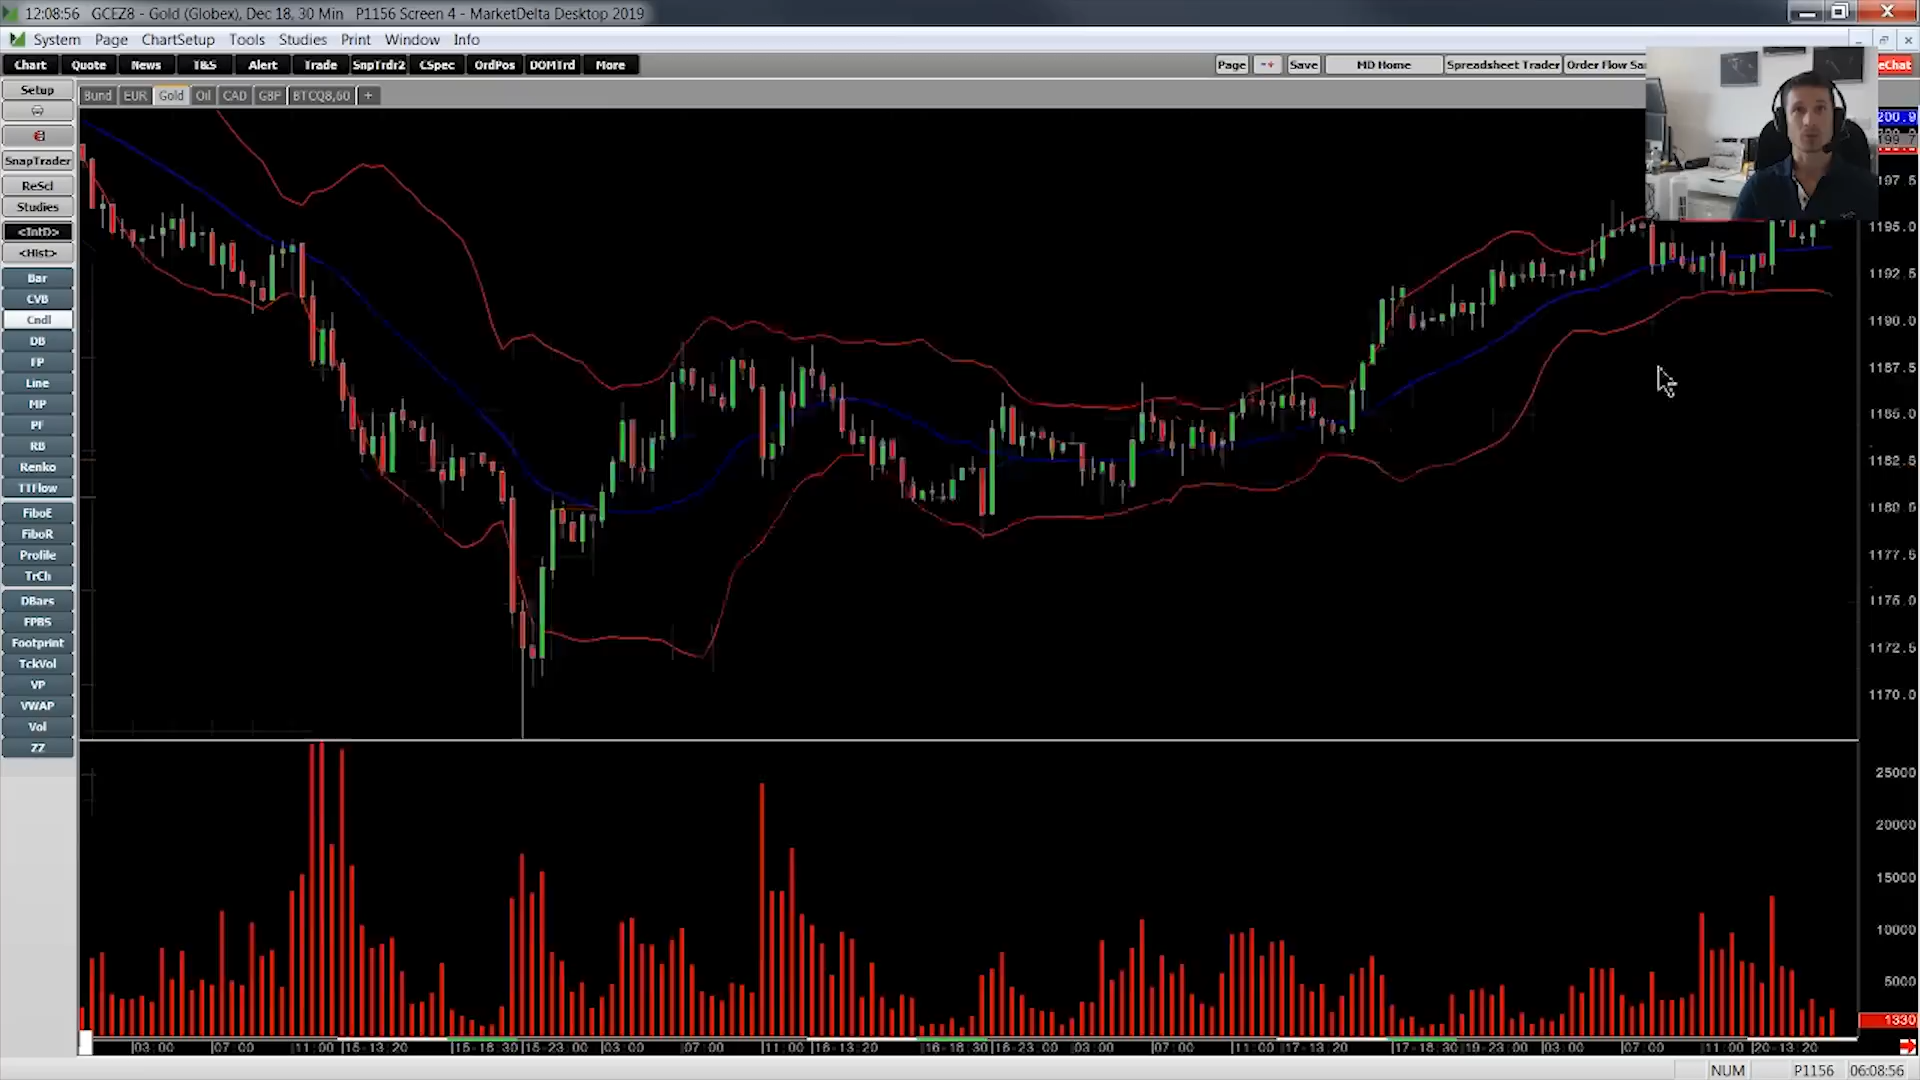 12:08:56 GCEZ8 - Gold (Globex), Dec 18, 30 Min P1156 Screen 4 - MarketDelta Desktop 2019
System Page ChartSetup Tools Studies Print Window Info
Chart Quote News T&S Alert Trade SnpTrdr2 CSpec OrdPos DOMTrd More Page Save MD Home Spreadsheet Trader Order Flow Sa eChat
Setup
Bund EUR Gold Oil CAD GBP BTCQ8,60 +
SnapTrader
ReScl
Studies
<IntD>
<Hist>
Bar
CVB
Cndl
DB
FP
Line
MP
PF
RB
Renko
TTFlow
FiboE
FiboR
Profile
TrCh
DBars
FPBS
Footprint
TckVol
VP
VWAP
Vol
ZZ
200.9
199.7
197.5
1195.0
1192.5
1190.0
1187.5
1185.0
1182.5
1180.0
1177.5
1175.0
1172.5
1170.0
25000
20000
15000
10000
5000
1330
03:00 07:00 11:00 15-13:20 15-18:30 15-23:00 03:00 07:00 11:00 16-13:20 16-18:30 16-23:00 03:00 07:00 11:00 17-13:20 17-18:30 19-23:00 03:00 07:00 11:00 20-13:20
NUM P1156 06:08:56